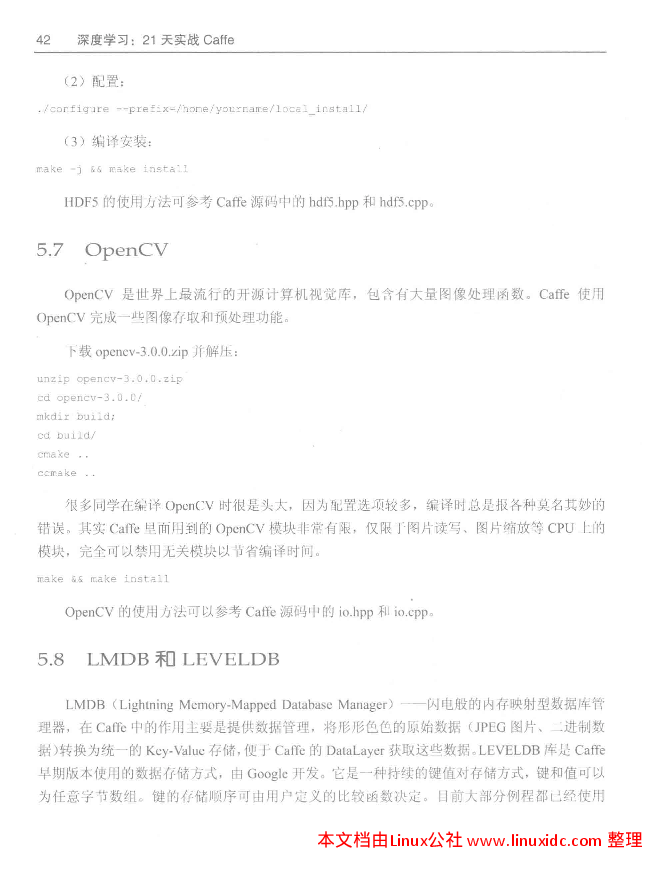 42 深度学习：21 天实战 Caffe
（2）配置：
./configure --prefix=/home/yourname/local_install/
（3）编译安装：
make -j && make install
HDF5 的使用方法可参考 Caffe 源码中的 hdf5.hpp 和 hdf5.cpp。
5.7 OpenCV
OpenCV 是世界上最流行的开源计算机视觉库，包含有大量图像处理函数。Caffe 使用
OpenCV 完成一些图像存取和预处理功能。
下载 opencv-3.0.0.zip 并解压：
unzip opencv-3.0.0.zip
cd opencv-3.0.0/
mkdir build;
cd build/
cmake ..
ccmake ..
很多同学在编译 OpenCV 时很是头大，因为配置选项较多，编译时总是报各种莫名其妙的
错误。其实 Caffe 里面用到的 OpenCV 模块非常有限，仅限于图片读写、图片缩放等 CPU 上的
模块，完全可以禁用无关模块以节省编译时间。
make && make install
OpenCV 的使用方法可以参考 Caffe 源码中的 io.hpp 和 io.cpp。
5.8 LMDB 和 LEVELDB
LMDB（Lightning Memory-Mapped Database Manager）——闪电般的内存映射型数据库管
理器，在 Caffe 中的作用主要是提供数据管理，将形形色色的原始数据（JPEG 图片、二进制数
据）转换为统一的 Key-Value 存储，便于 Caffe 的 DataLayer 获取这些数据。LEVELDB 库是 Caffe
早期版本使用的数据存储方式，由 Google 开发。它是一种持续的键值对存储方式，键和值可以
为任意字节数组。键的存储顺序可由用户定义的比较函数决定。目前大部分例程都已经使用
本文档由Linux公社 www.linuxidc.com 整理